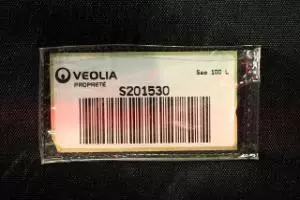 VEOLIA
PROPRETÉ
Sac 100 L
S201530